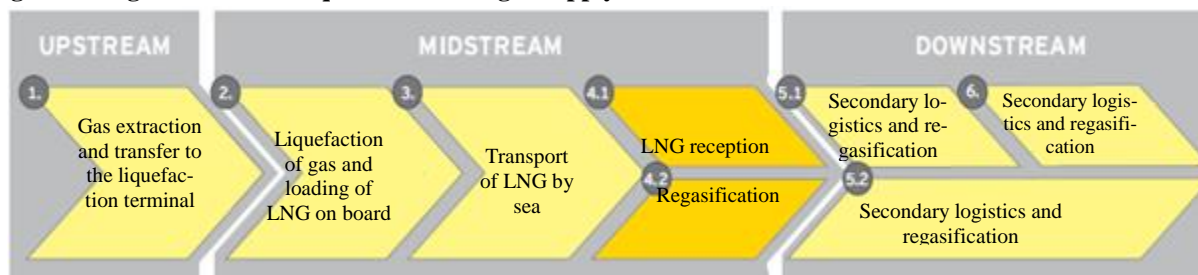 UPSTREAM
MIDSTREAM
DOWNSTREAM
1.
Gas extraction
and transfer to
the liquefac-
tion terminal
2.
Liquefaction
of gas and
loading of
LNG on board
3.
Transport
of LNG by
sea
4.1
LNG reception
4.2
Regasification
5.1
Secondary lo-
gistics and re-
gasification
6.
Secondary logis-
tics and regasifi-
cation
5.2
Secondary logistics and
regasification